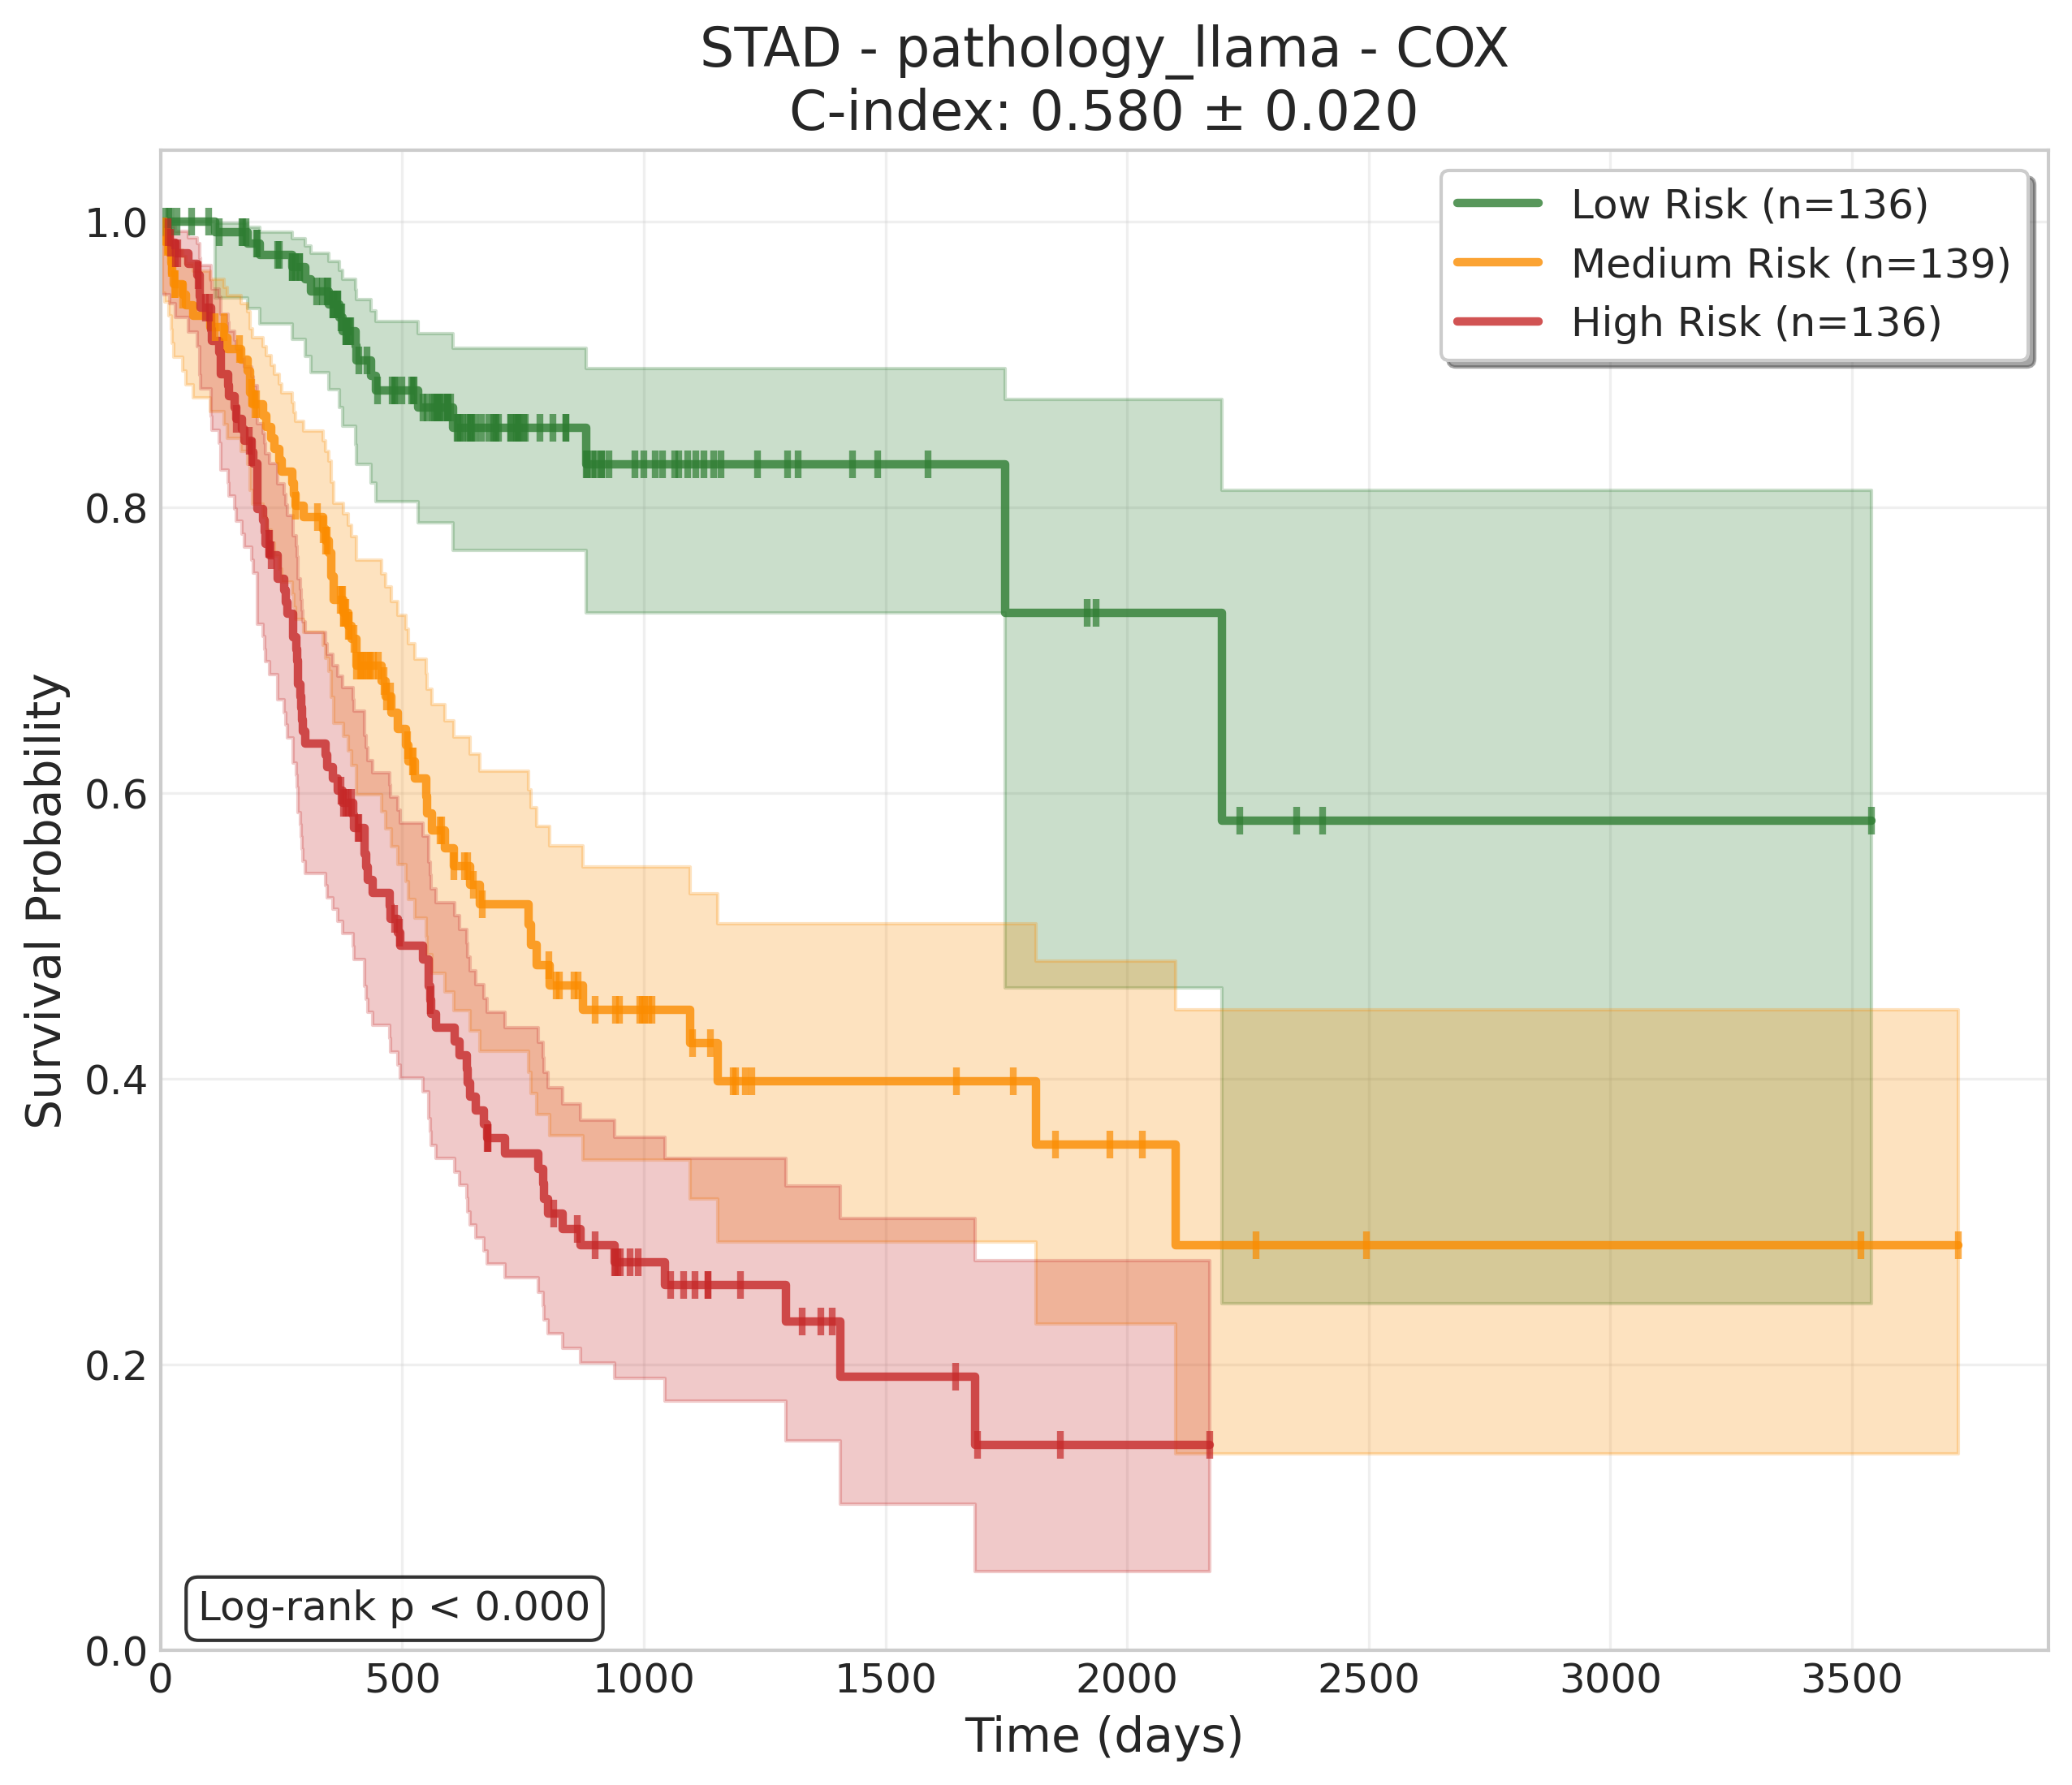 STAD - pathology_llama - COX
C-index: 0.580 ± 0.020
Low Risk (n=136)
Medium Risk (n=139)
High Risk (n=136)
Survival Probability
1.0
0.8
0.6
0.4
0.2
0.0
Log-rank p < 0.000
0 500 1000 1500 2000 2500 3000 3500
Time (days)